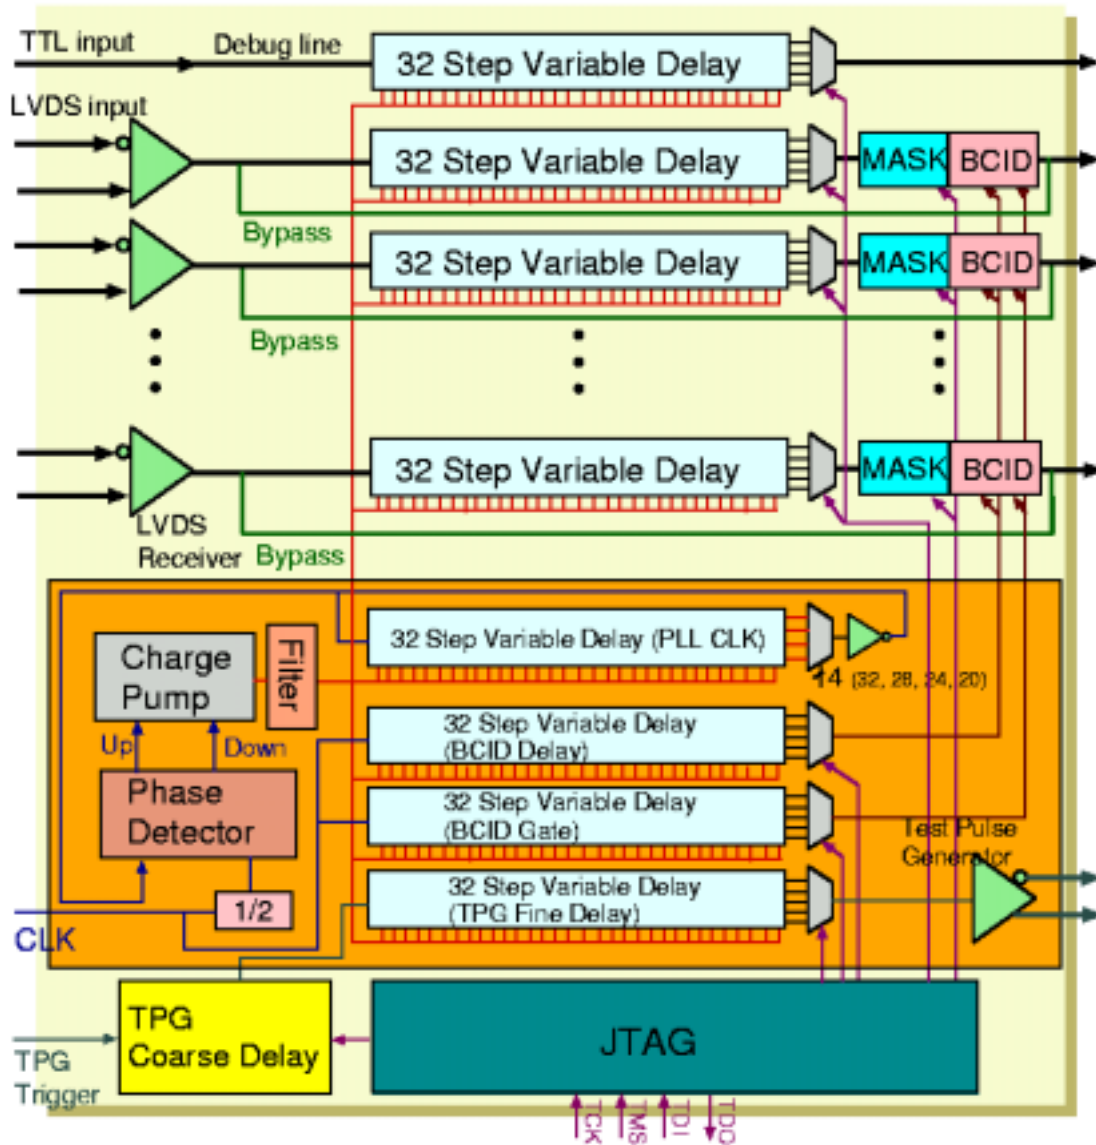 TTL input
Debug line
32 Step Variable Delay
LVDS input
32 Step Variable Delay
MASK
BCID
Bypass
32 Step Variable Delay
MASK
BCID
Bypass
32 Step Variable Delay
MASK
BCID
LVDS
Receiver
Bypass
32 Step Variable Delay (PLL CLK)
14 (32, 28, 24, 20)
Charge
Pump
Filter
Up
Down
32 Step Variable Delay
(BCID Delay)
Phase
Detector
32 Step Variable Delay
(BCID Gate)
Test Pulse
Generator
32 Step Variable Delay
(TPG Fine Delay)
1/2
CLK
TPG
Coarse Delay
JTAG
TPG
Trigger
TCK
TMS
TDI
TDO